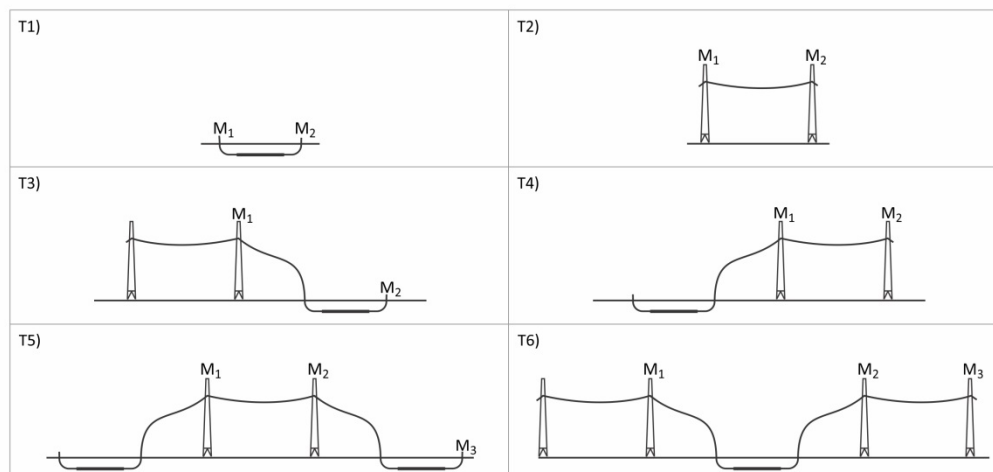 T1)
M₁ M₂
T2)
M₁ M₂
T3)
M₁
M₂
T4)
M₁ M₂
T5)
M₁ M₂
M₃
T6)
M₁ M₂ M₃